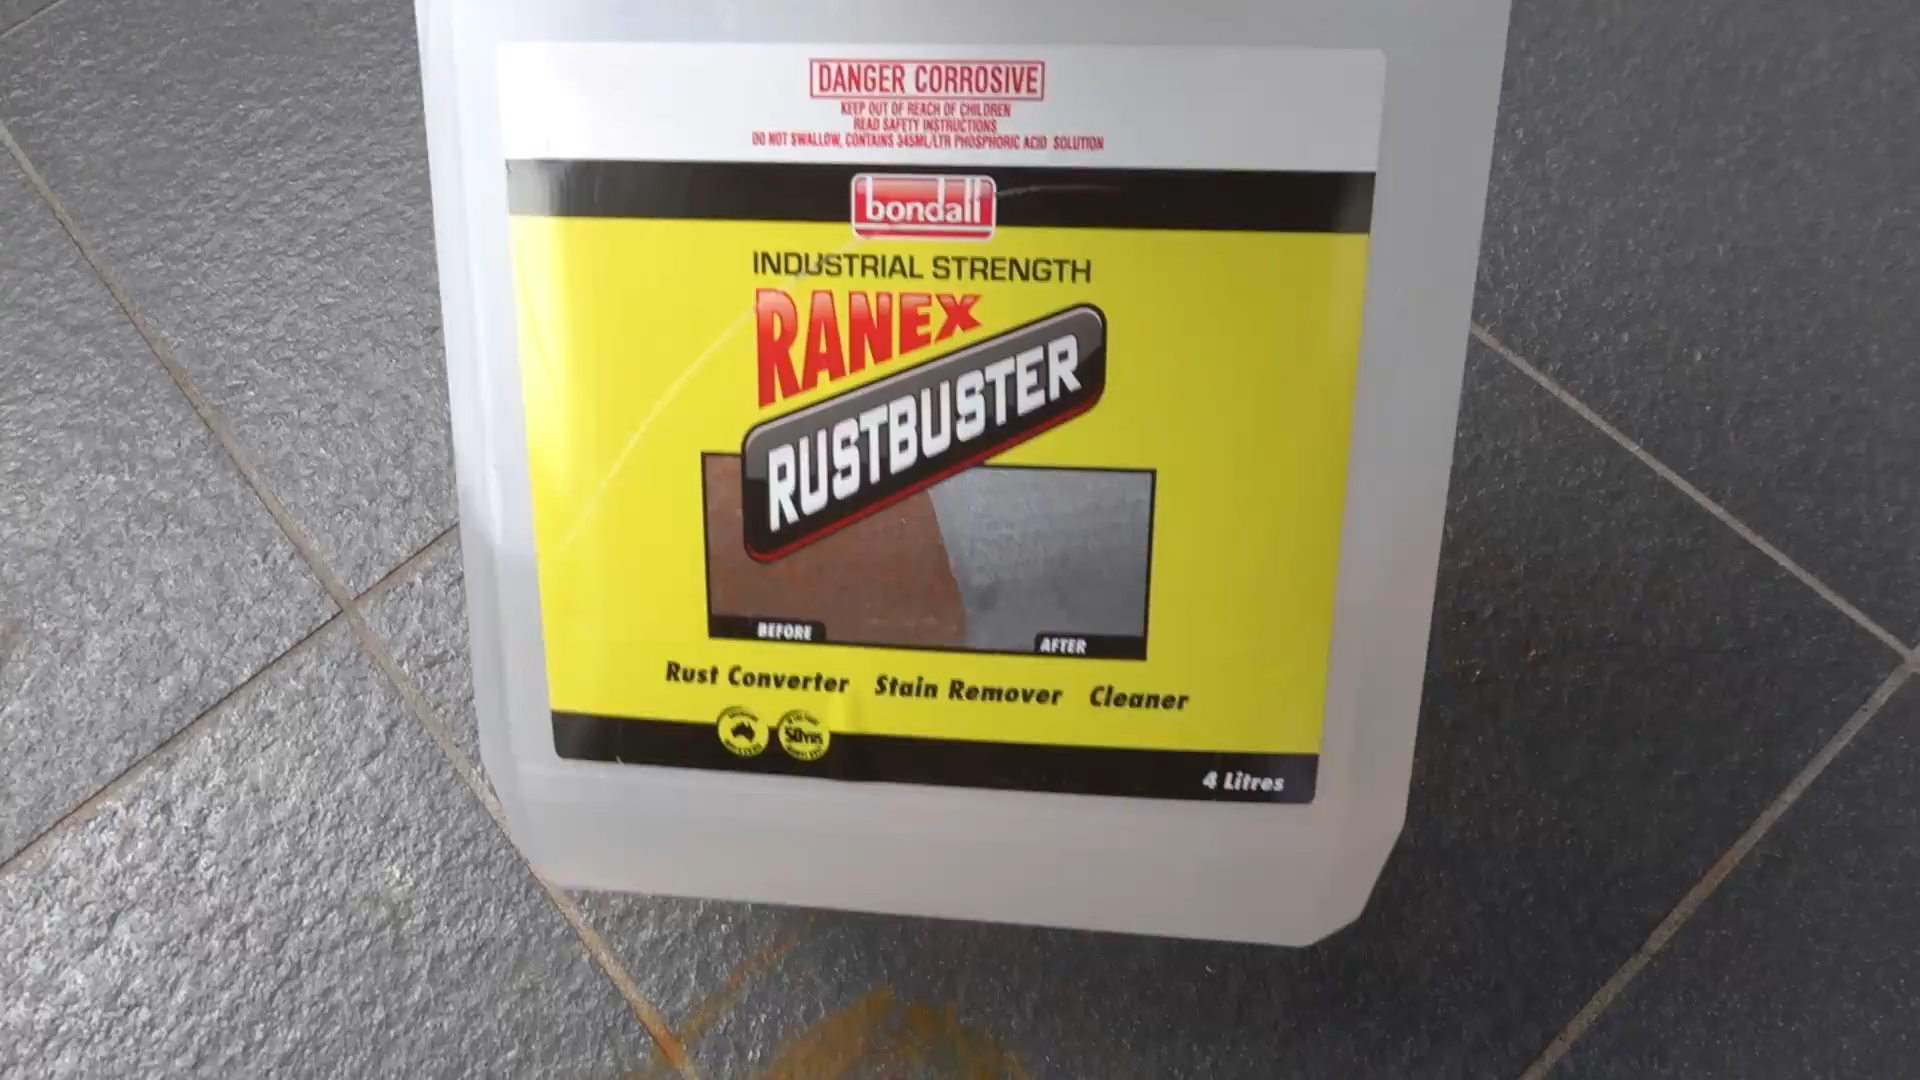 DANGER CORROSIVE
KEEP OUT OF REACH OF CHILDREN
READ SAFETY INSTRUCTIONS
DO NOT SWALLOW, CONTAINS 345ML/LTR PHOSPHORIC ACID SOLUTION
bondall
INDUSTRIAL STRENGTH
RANEX
RUSTBUSTER
BEFORE
AFTER
Rust Converter Stain Remover Cleaner
50YRS
4 Litres